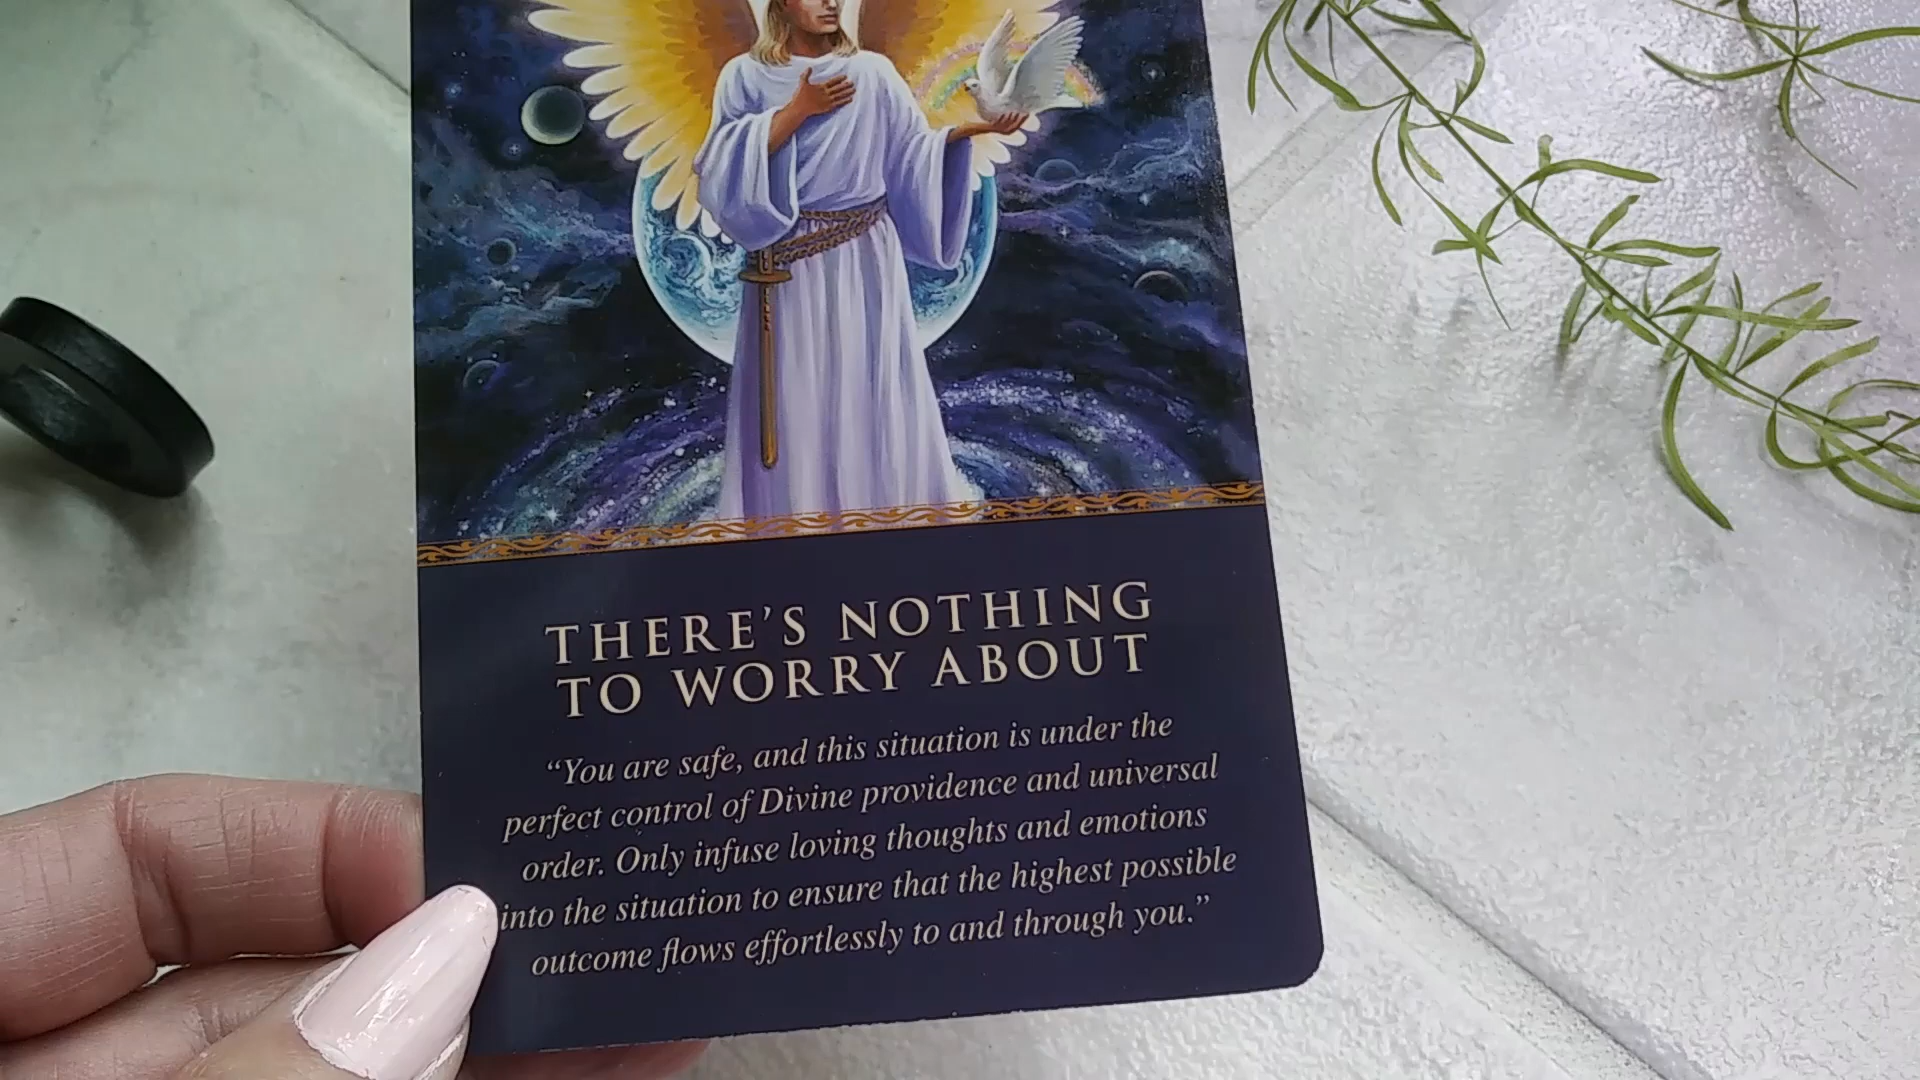 THERE'S NOTHING
TO WORRY ABOUT
“You are safe, and this situation is under the
perfect control of Divine providence and universal
order. Only infuse loving thoughts and emotions
into the situation to ensure that the highest possible
outcome flows effortlessly to and through you.”